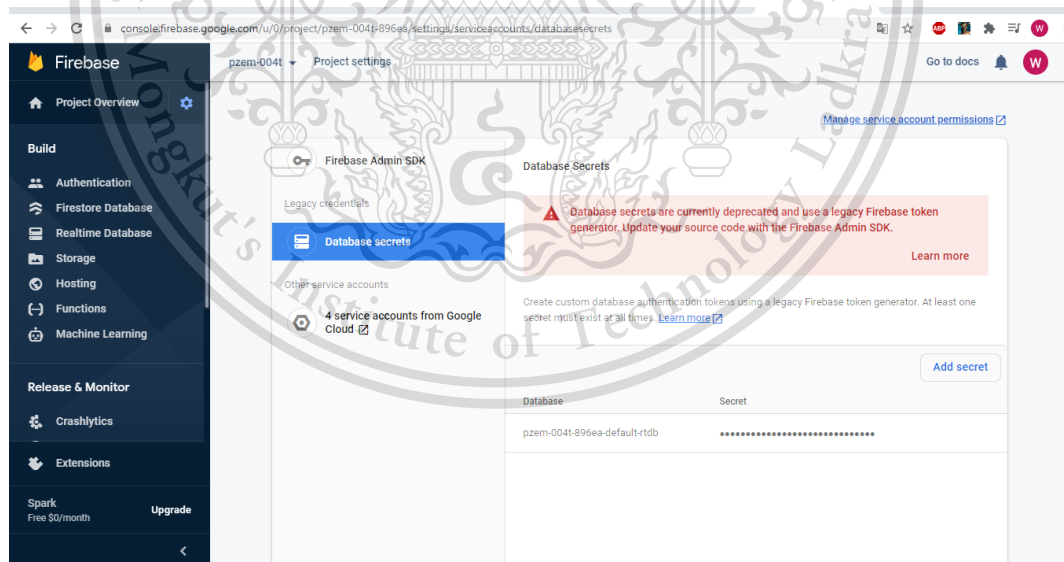 console.firebase.google.com/u/0/project/pzem-004t-896ea/settings/serviceaccounts/databasesecrets
ABP
W
Firebase
pzem-004t
Project settings
Go to docs
W
Project Overview
Manage service account permissions
Build
Authentication
Firestore Database
Realtime Database
Storage
Hosting
Functions
Machine Learning
Release & Monitor
Crashlytics
Extensions
Spark
Free $0/month
Upgrade
Firebase Admin SDK
Legacy credentials
Database secrets
Other service accounts
4 service accounts from Google
Cloud
Database Secrets
Database secrets are currently deprecated and use a legacy Firebase token
generator. Update your source code with the Firebase Admin SDK.
Learn more
Create custom database authentication tokens using a legacy Firebase token generator. At least one
secret must exist at all times. Learn more
Add secret
Database
Secret
pzem-004t-896ea-default-rtdb
••••••••••••••••••••••••••••••
Mongkut's Institute of Technology Ladkra